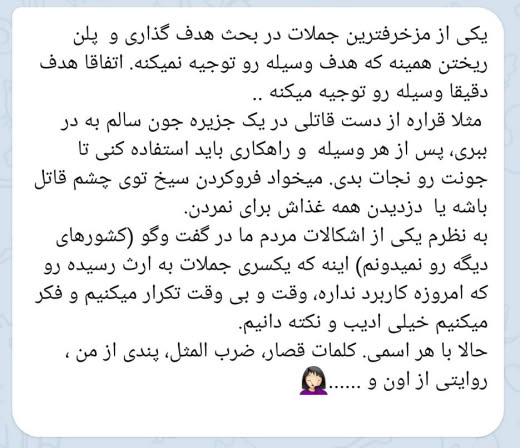 یکی از مزخرفترین جملات در بحث هدف گذاری و  پلن
ریختن همینه که هدف وسیله رو توجیه نمیکنه. اتفاقا هدف
دقیقا وسیله رو توجیه میکنه ..
مثلا قراره از دست قاتلی در یک جزیره جون سالم به در
ببری، پس از هر وسیله  و راهکاری باید استفاده کنی تا
جونت رو نجات بدی. میخواد فروکردن سیخ توی چشم قاتل
باشه یا  دزدیدن همه غذاش برای نمردن.
به نظرم یکی از اشکالات مردم ما در گفت وگو (کشورهای
دیگه رو نمیدونم) اینه که یکسری جملات به ارث رسیده رو
که امروزه کاربرد نداره، وقت و بی وقت تکرار میکنیم و فکر
میکنیم خیلی ادیب و نکته دانیم.
حالا با هر اسمی. کلمات قصار، ضرب المثل، پندی از من ،
روایتی از اون و ......🤦🏻‍♀️